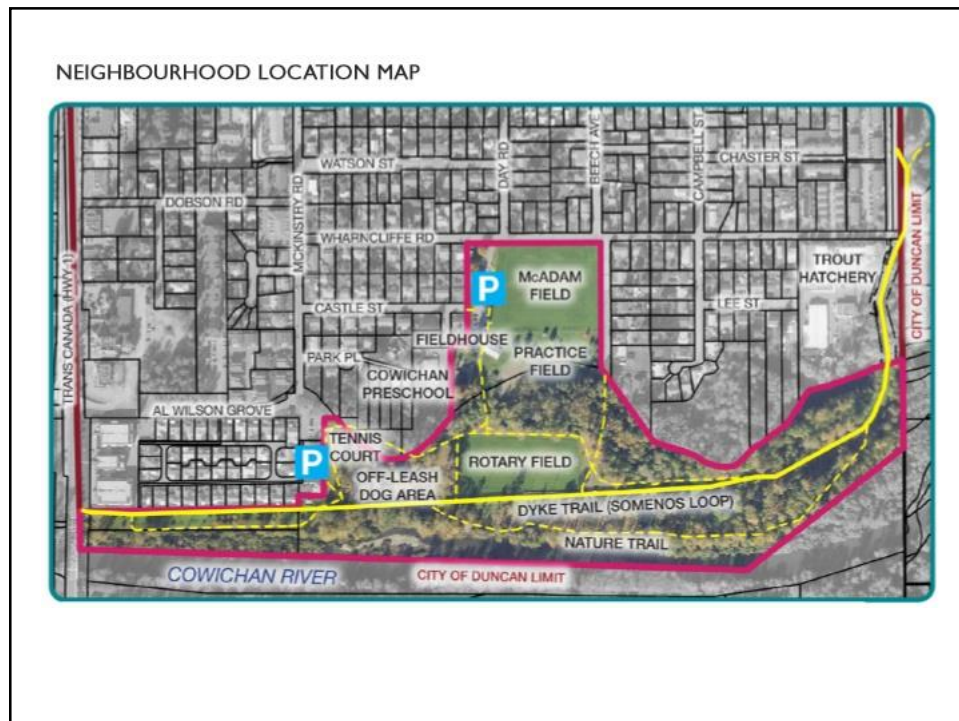 NEIGHBOURHOOD LOCATION MAP
WATSON ST
DOBSON RD
MCKINSTRY RD
WHARNCLIFFE RD
DAY RD
BEECH AVE
CAMPBELL ST
CHASTER ST
TRANS CANADA (HWY 1)
CITY OF DUNCAN LIMIT
TROUT
HATCHERY
P
McADAM
FIELD
CASTLE ST
LEE ST
FIELDHOUSE
PRACTICE
FIELD
PARK PL
COWICHAN
PRESCHOOL
AL WILSON GROVE
TENNIS
COURT
P
OFF-LEASH
DOG AREA
ROTARY FIELD
DYKE TRAIL (SOMENOS LOOP)
NATURE TRAIL
COWICHAN RIVER
CITY OF DUNCAN LIMIT